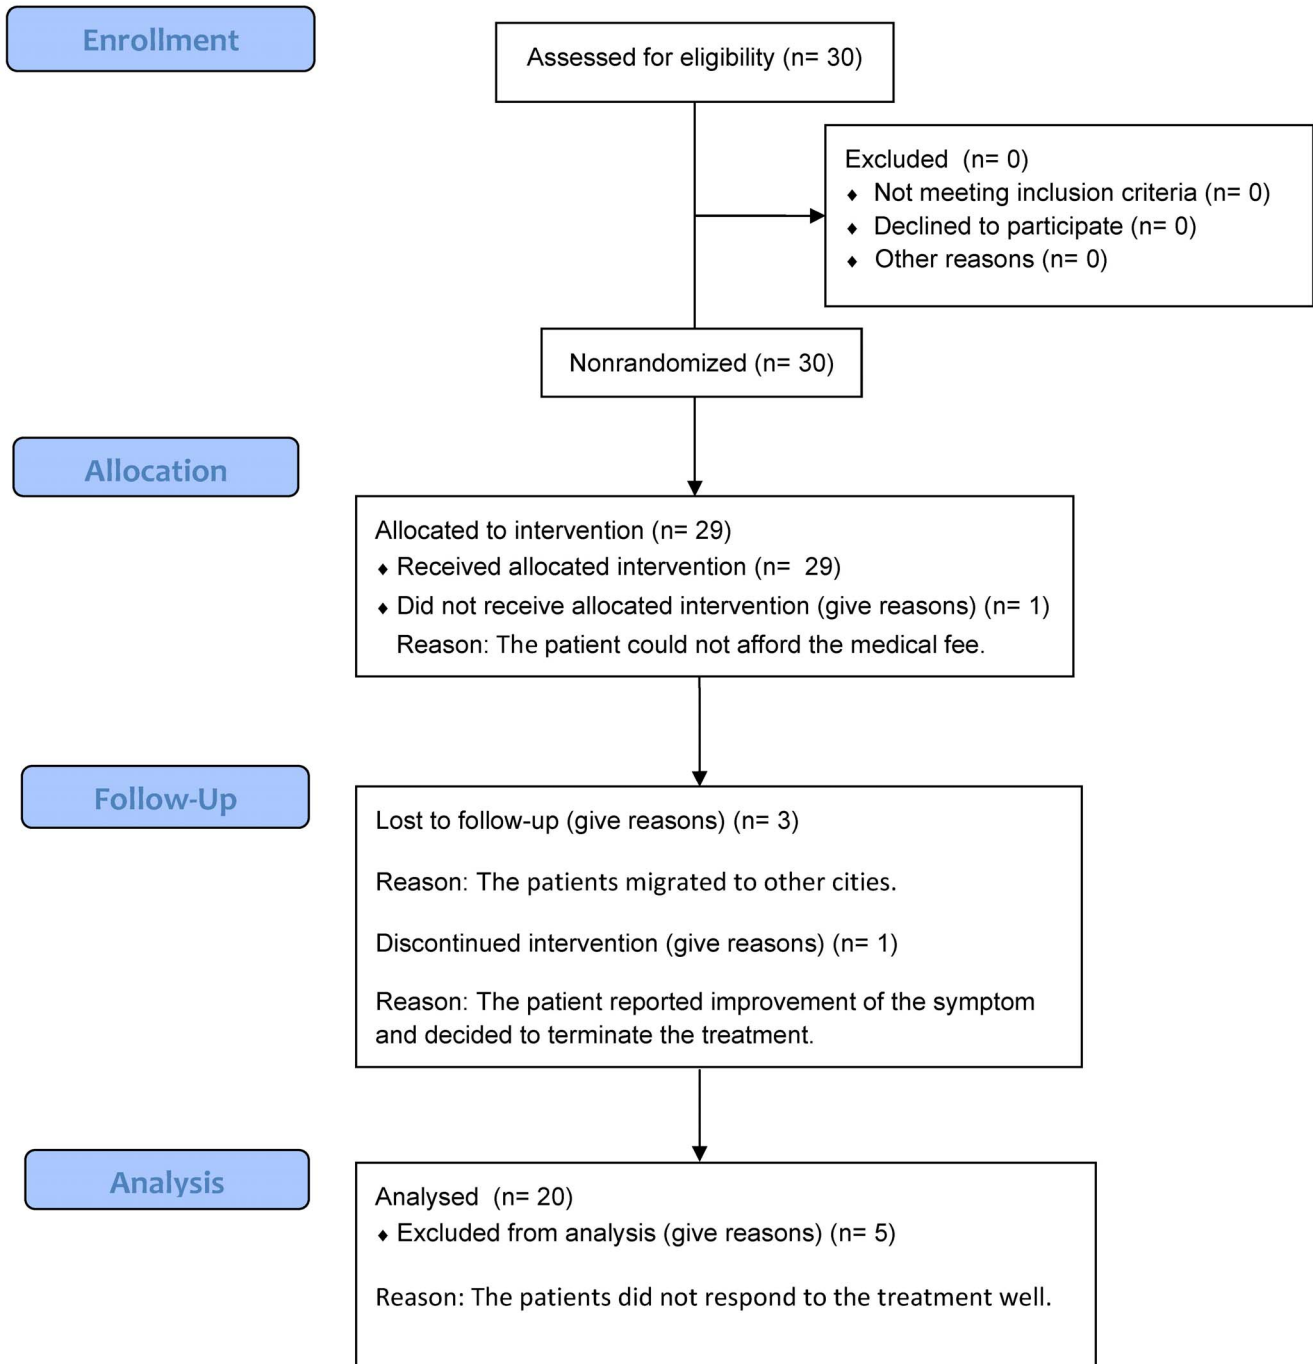 Enrollment
Assessed for eligibility (n= 30)
Excluded (n= 0)
♦ Not meeting inclusion criteria (n= 0)
♦ Declined to participate (n= 0)
♦ Other reasons (n= 0)
Nonrandomized (n= 30)
Allocation
Allocated to intervention (n= 29)
♦ Received allocated intervention (n= 29)
♦ Did not receive allocated intervention (give reasons) (n= 1)
Reason: The patient could not afford the medical fee.
Follow-Up
Lost to follow-up (give reasons) (n= 3)
Reason: The patients migrated to other cities.
Discontinued intervention (give reasons) (n= 1)
Reason: The patient reported improvement of the symptom
and decided to terminate the treatment.
Analysis
Analysed (n= 20)
♦ Excluded from analysis (give reasons) (n= 5)
Reason: The patients did not respond to the treatment well.